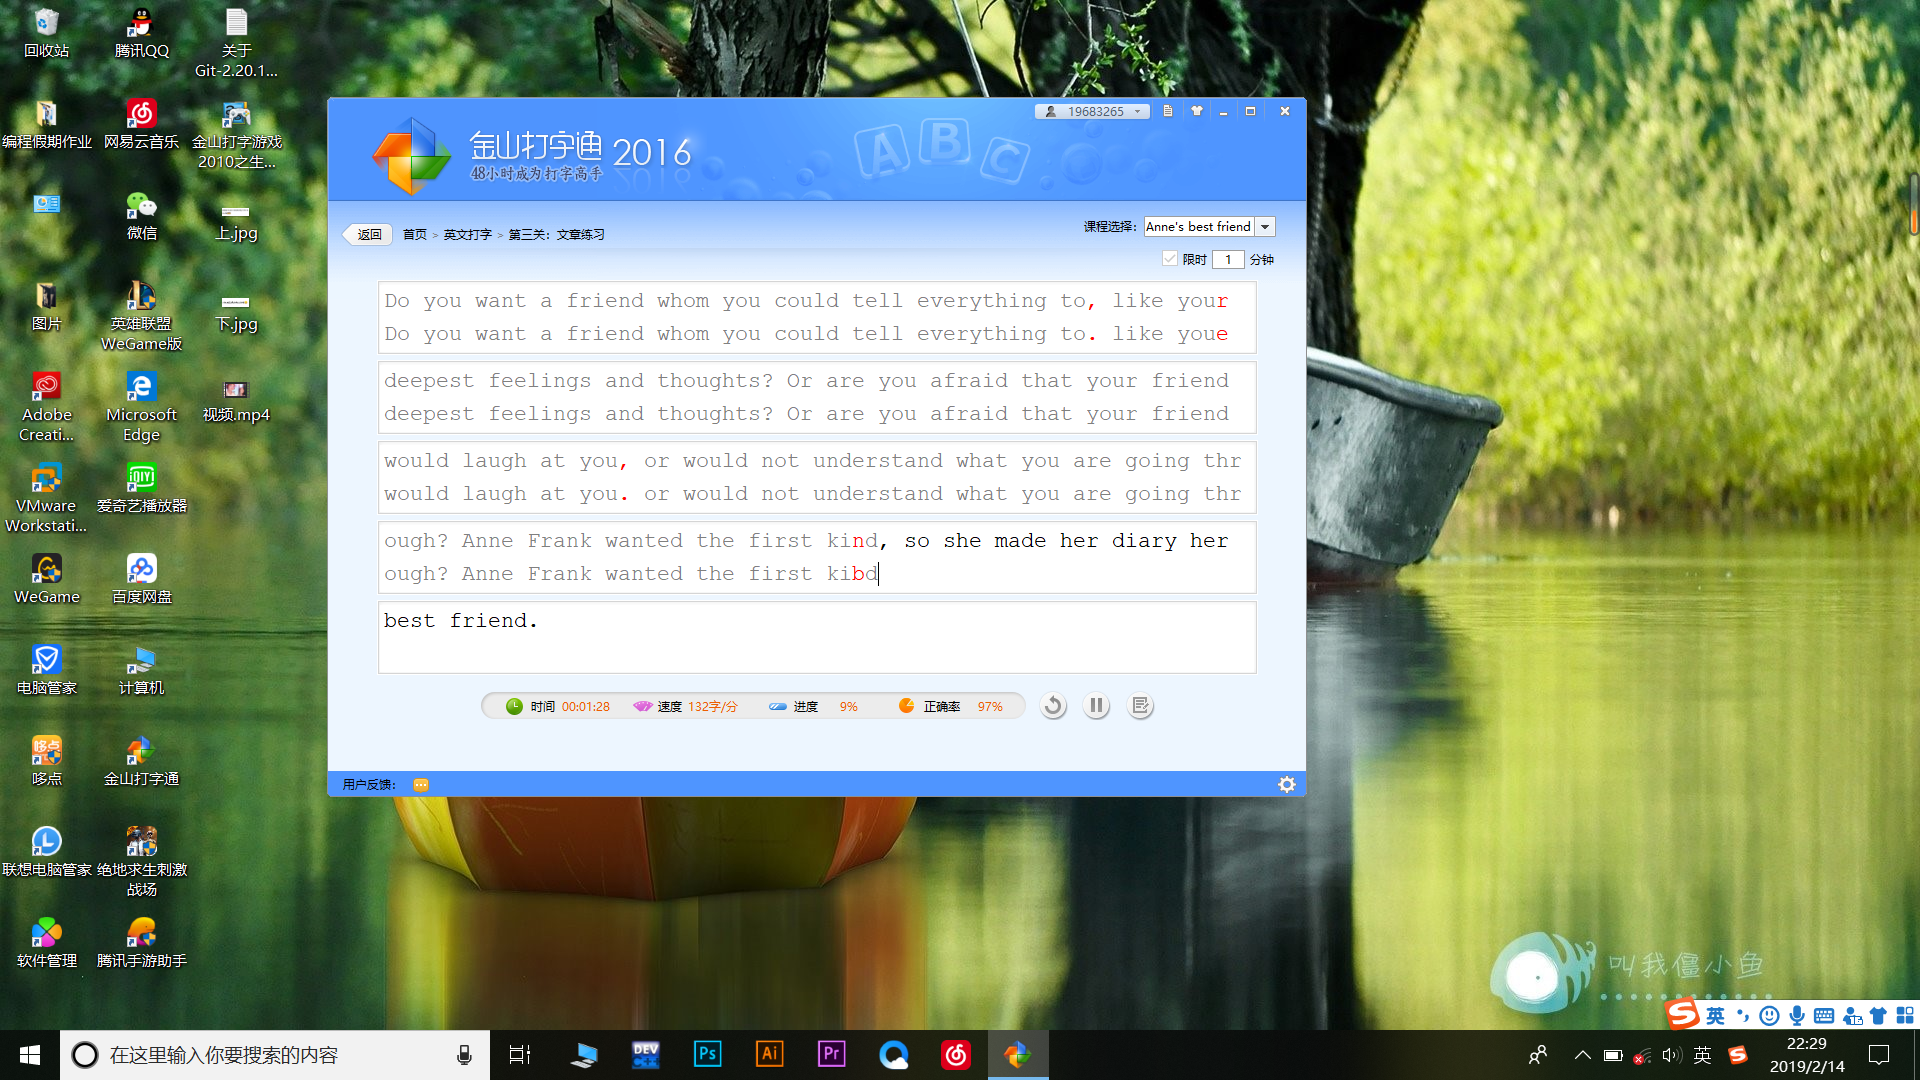 回收站
腾讯QQ
关于
Git-2.20.1...
编程假期作业
网易云音乐
金山打字游戏
2010之生...
微信
上.jpg
图片
英雄联盟
WeGame版
下.jpg
Adobe
Creati...
Microsoft
Edge
视频.mp4
VMware
Workstati...
爱奇艺播放器
WeGame
百度网盘
电脑管家
计算机
哆点
金山打字通
联想电脑管家
绝地求生刺激
战场
软件管理
腾讯手游助手
19683265
金山打字通 2016
48小时成为打字高手
A B C
返回
首页 > 英文打字 > 第三关：文章练习
课程选择：
Anne's best friend
限时 1 分钟
Do you want a friend whom you could tell everything to, like your
Do you want a friend whom you could tell everything to. like youe
deepest feelings and thoughts? Or are you afraid that your friend
deepest feelings and thoughts? Or are you afraid that your friend
would laugh at you, or would not understand what you are going thr
would laugh at you. or would not understand what you are going thr
ough? Anne Frank wanted the first kind, so she made her diary her
ough? Anne Frank wanted the first kibd
best friend.
时间 00:01:28 速度 132字/分 进度 9% 正确率 97%
用户反馈：
叫我僵小鱼
英
在这里输入你要搜索的内容
DEV
C++
Ps
Ai
Pr
英
22:29
2019/2/14